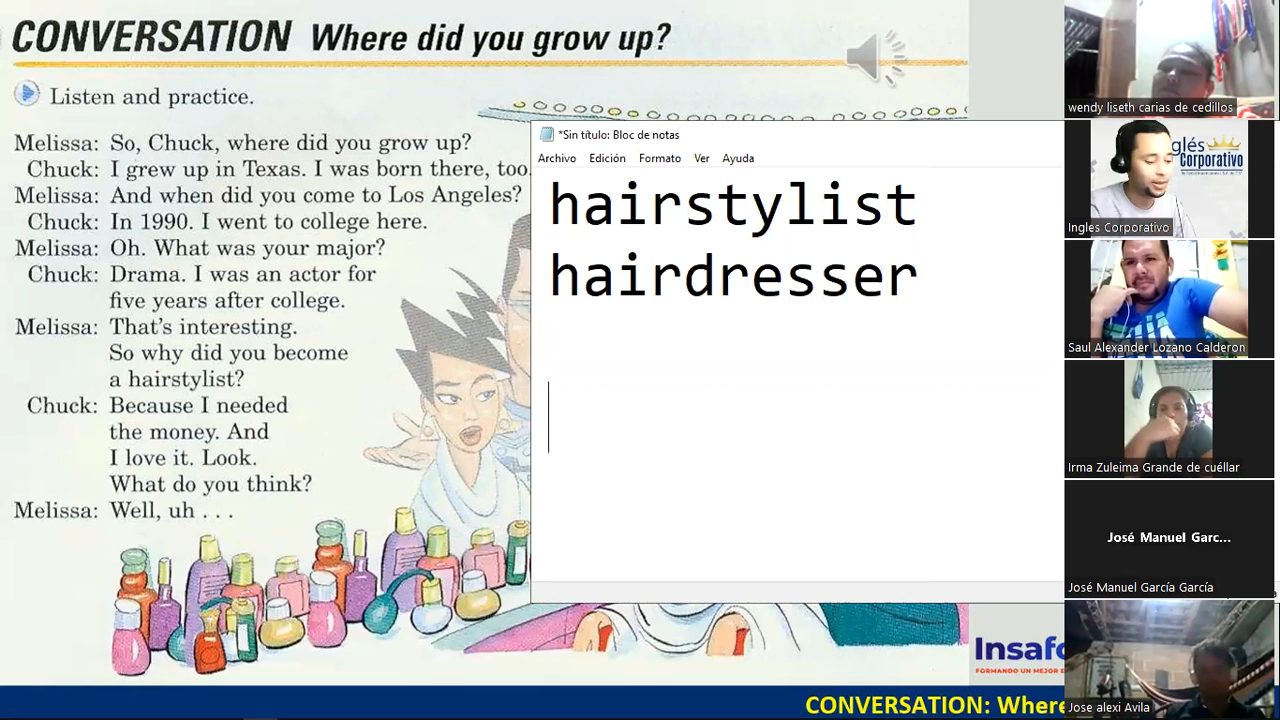 CONVERSATION Where did you grow up?
Listen and practice.
Melissa: So, Chuck, where did you grow up?
Chuck: I grew up in Texas. I was born there, too.
Melissa: And when did you come to Los Angeles?
Chuck: In 1990. I went to college here.
Melissa: Oh. What was your major?
Chuck: Drama. I was an actor for
five years after college.
Melissa: That's interesting.
So why did you become
a hairstylist?
Chuck: Because I needed
the money. And
I love it. Look.
What do you think?
Melissa: Well, uh . . .
*Sin título: Bloc de notas
Archivo Edición Formato Ver Ayuda
hairstylist
hairdresser
wendy liseth carias de cedillos
glés
Corporativo
Ingles Corporativo
Saul Alexander Lozano Calderon
Irma Zuleima Grande de cuéllar
José Manuel Garc...
José Manuel García García
Jose alexi Avila
Insafo
FORMANDO UN MEJOR
CONVERSATION: Where